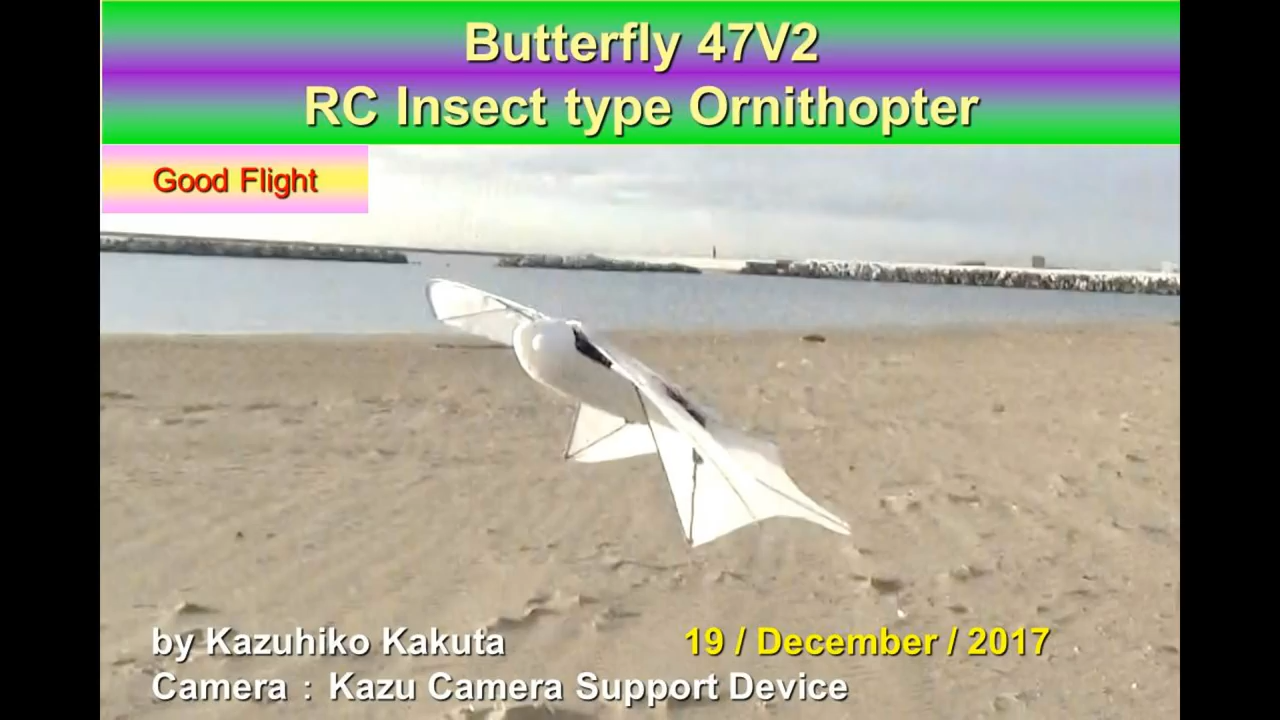 Butterfly 47V2
RC Insect type Ornithopter
Good Flight
by Kazuhiko Kakuta 19 / December / 2017
Camera : Kazu Camera Support Device